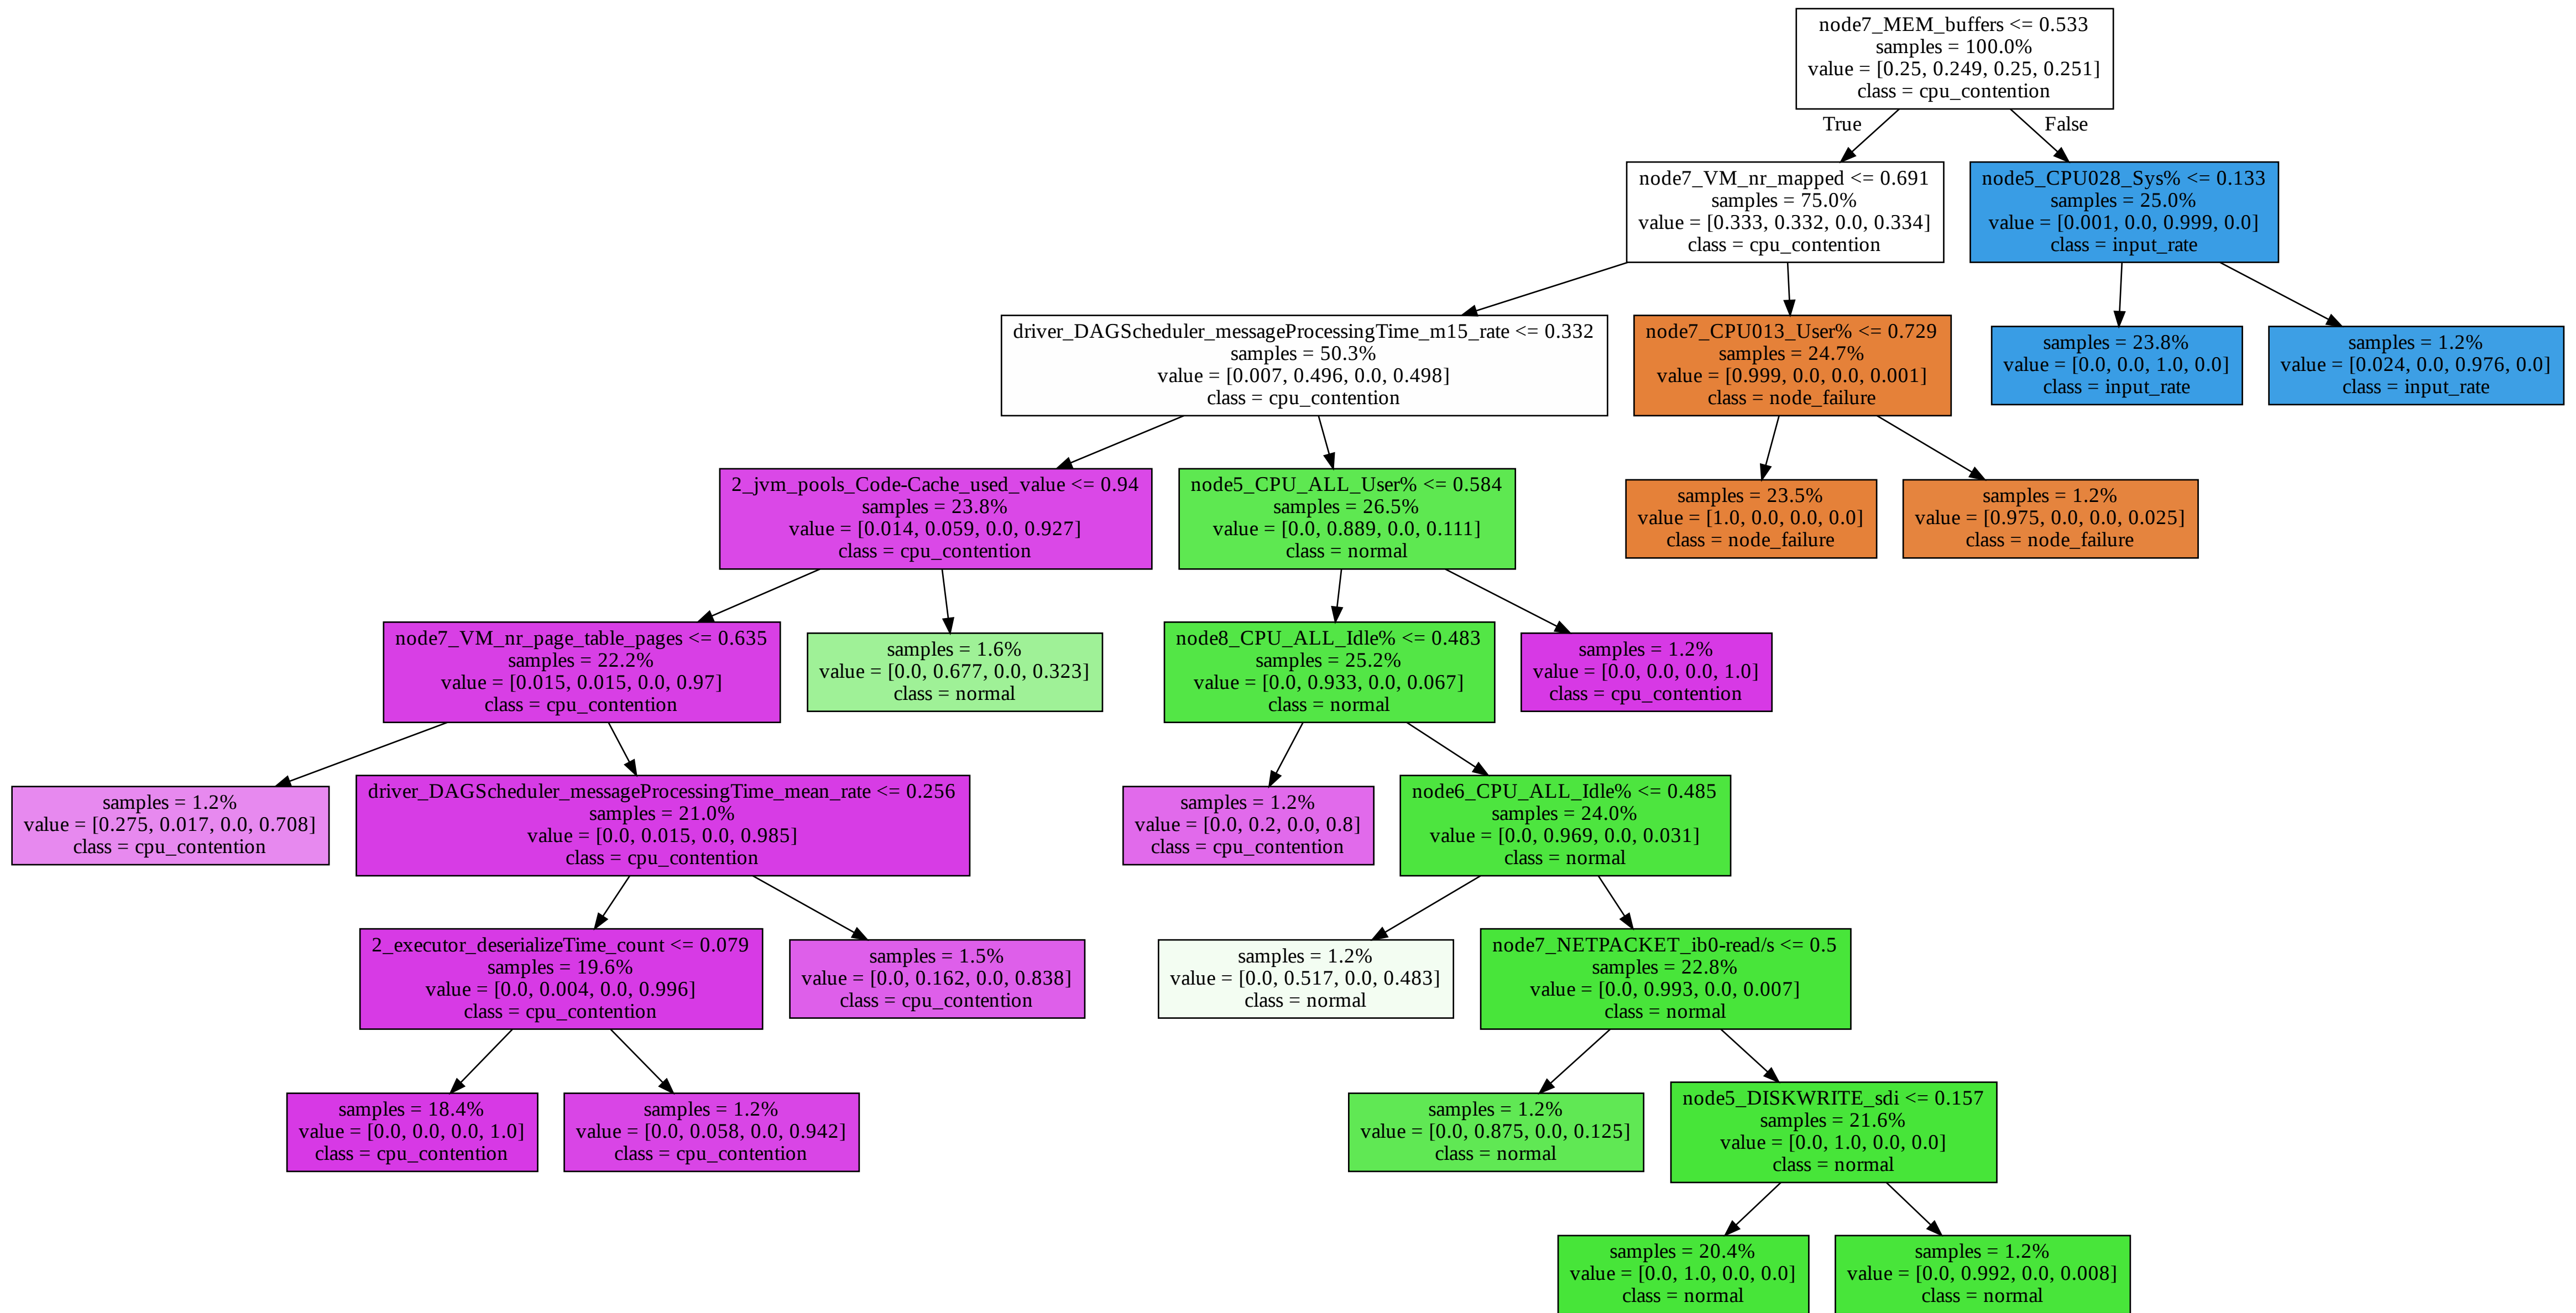 node7_MEM_buffers <= 0.533
samples = 100.0%
value = [0.25, 0.249, 0.25, 0.251]
class = cpu_contention
True
False
node7_VM_nr_mapped <= 0.691
samples = 75.0%
value = [0.333, 0.332, 0.0, 0.334]
class = cpu_contention
node5_CPU028_Sys% <= 0.133
samples = 25.0%
value = [0.001, 0.0, 0.999, 0.0]
class = input_rate
driver_DAGScheduler_messageProcessingTime_m15_rate <= 0.332
samples = 50.3%
value = [0.007, 0.496, 0.0, 0.498]
class = cpu_contention
node7_CPU013_User% <= 0.729
samples = 24.7%
value = [0.999, 0.0, 0.0, 0.001]
class = node_failure
samples = 23.8%
value = [0.0, 0.0, 1.0, 0.0]
class = input_rate
samples = 1.2%
value = [0.024, 0.0, 0.976, 0.0]
class = input_rate
2_jvm_pools_Code-Cache_used_value <= 0.94
samples = 23.8%
value = [0.014, 0.059, 0.0, 0.927]
class = cpu_contention
node5_CPU_ALL_User% <= 0.584
samples = 26.5%
value = [0.0, 0.889, 0.0, 0.111]
class = normal
samples = 23.5%
value = [1.0, 0.0, 0.0, 0.0]
class = node_failure
samples = 1.2%
value = [0.975, 0.0, 0.0, 0.025]
class = node_failure
node7_VM_nr_page_table_pages <= 0.635
samples = 22.2%
value = [0.015, 0.015, 0.0, 0.97]
class = cpu_contention
samples = 1.6%
value = [0.0, 0.677, 0.0, 0.323]
class = normal
node8_CPU_ALL_Idle% <= 0.483
samples = 25.2%
value = [0.0, 0.933, 0.0, 0.067]
class = normal
samples = 1.2%
value = [0.0, 0.0, 0.0, 1.0]
class = cpu_contention
samples = 1.2%
value = [0.275, 0.017, 0.0, 0.708]
class = cpu_contention
driver_DAGScheduler_messageProcessingTime_mean_rate <= 0.256
samples = 21.0%
value = [0.0, 0.015, 0.0, 0.985]
class = cpu_contention
samples = 1.2%
value = [0.0, 0.2, 0.0, 0.8]
class = cpu_contention
node6_CPU_ALL_Idle% <= 0.485
samples = 24.0%
value = [0.0, 0.969, 0.0, 0.031]
class = normal
2_executor_deserializeTime_count <= 0.079
samples = 19.6%
value = [0.0, 0.004, 0.0, 0.996]
class = cpu_contention
samples = 1.5%
value = [0.0, 0.162, 0.0, 0.838]
class = cpu_contention
samples = 1.2%
value = [0.0, 0.517, 0.0, 0.483]
class = normal
node7_NETPACKET_ib0-read/s <= 0.5
samples = 22.8%
value = [0.0, 0.993, 0.0, 0.007]
class = normal
samples = 18.4%
value = [0.0, 0.0, 0.0, 1.0]
class = cpu_contention
samples = 1.2%
value = [0.0, 0.058, 0.0, 0.942]
class = cpu_contention
samples = 1.2%
value = [0.0, 0.875, 0.0, 0.125]
class = normal
node5_DISKWRITE_sdi <= 0.157
samples = 21.6%
value = [0.0, 1.0, 0.0, 0.0]
class = normal
samples = 20.4%
value = [0.0, 1.0, 0.0, 0.0]
class = normal
samples = 1.2%
value = [0.0, 0.992, 0.0, 0.008]
class = normal